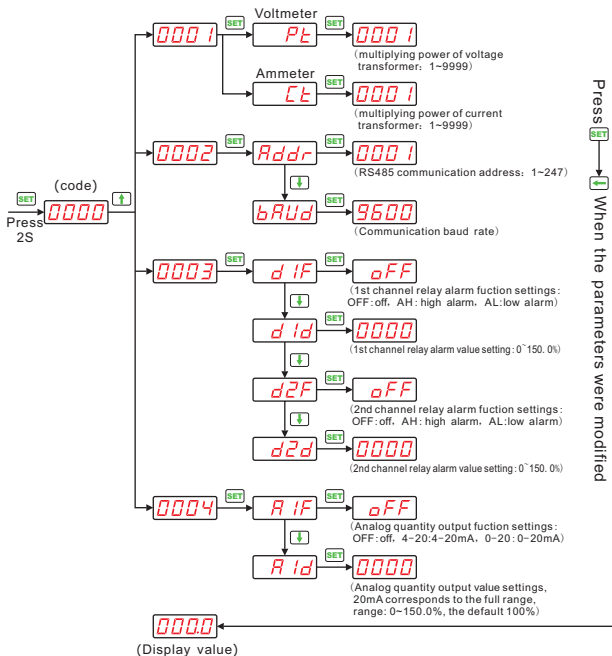 Voltmeter
0001 SET Pt SET 0001
(multiplying power of voltage
transformer: 1~9999)
Ammeter
Ct SET 0001
(multiplying power of current
transformer: 1~9999)
0002 SET Addr SET 0001
(RS485 communication address: 1~247)
bAUd SET 9600
(Communication baud rate)
(code)
SET 0000
Press
2S
0003 SET d1F SET oFF
(1st channel relay alarm fuction settings:
OFF:off, AH: high alarm, AL:low alarm)
d1d SET 0000
(1st channel relay alarm value setting: 0~150. 0%)
d2F SET oFF
(2nd channel relay alarm fuction settings:
OFF:off, AH: high alarm, AL:low alarm)
d2d SET 0000
(2nd channel relay alarm value setting: 0~150. 0%)
0004 SET A1F SET oFF
(Analog quantity output fuction settings:
OFF:off, 4-20:4-20mA, 0-20:0-20mA)
A1d SET 0000
(Analog quantity output value settings,
20mA corresponds to the full range,
range: 0~150.0%, the default 100%)
000.0
(Display value)
Press SET When the parameters were modified